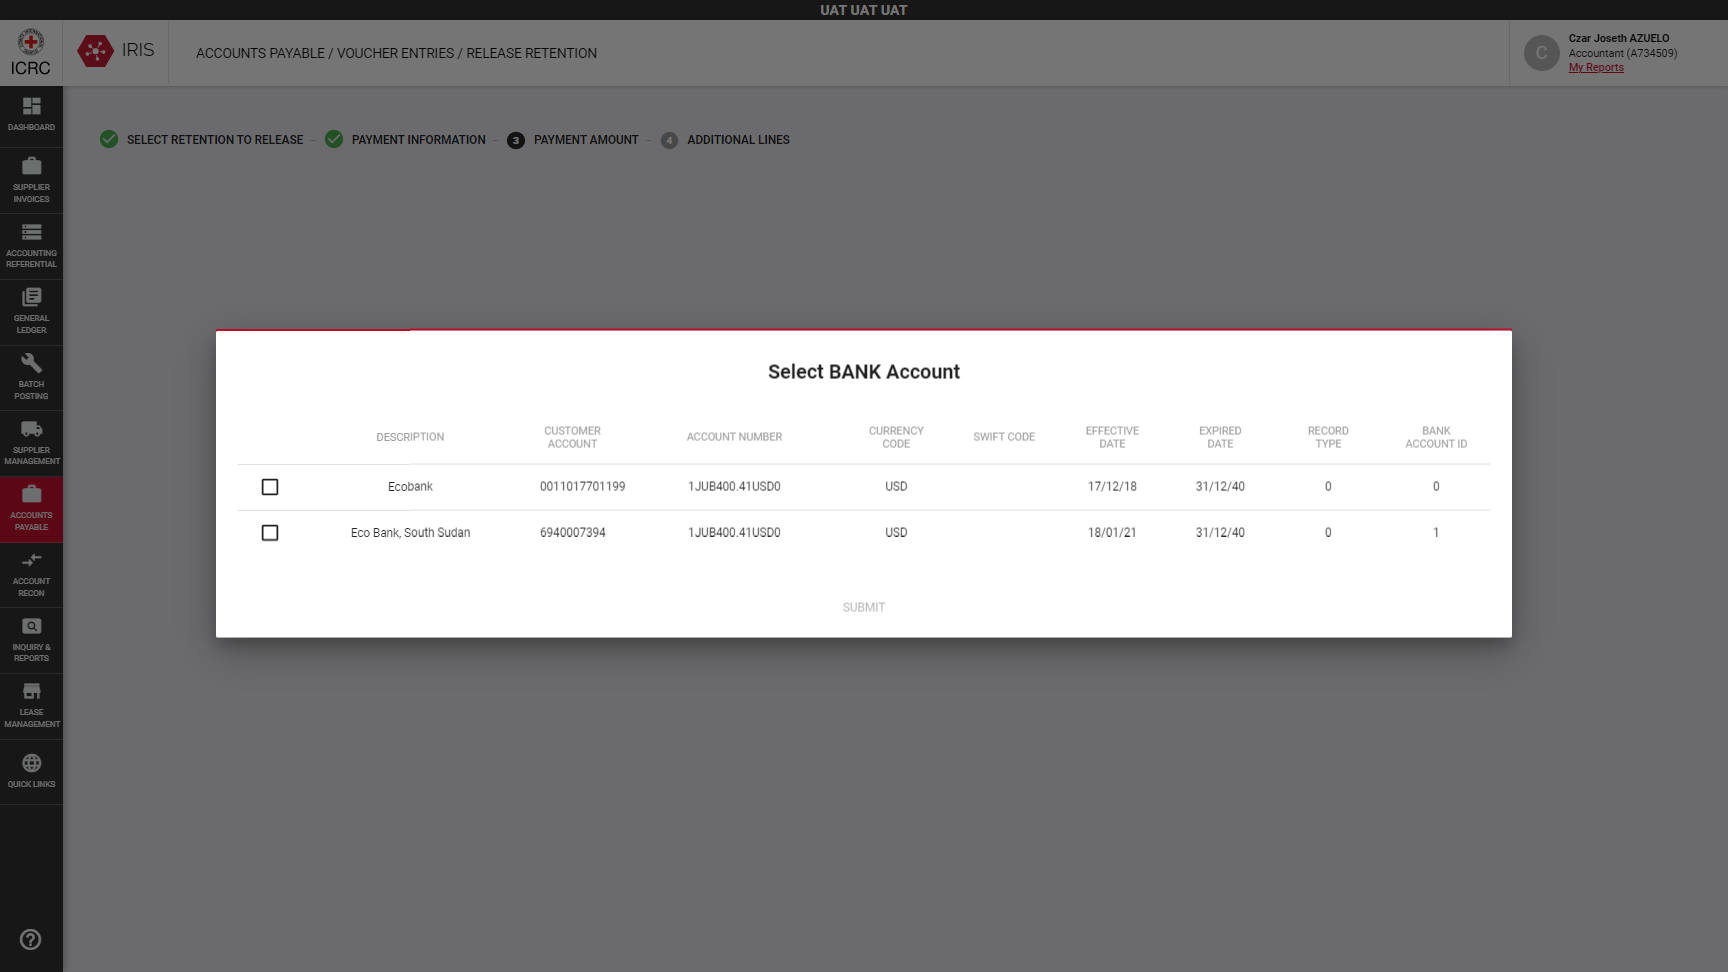 UAT UAT UAT
ICRC
IRIS
ACCOUNTS PAYABLE / VOUCHER ENTRIES / RELEASE RETENTION
C
Czar Joseth AZUELO
Accountant (A734509)
My Reports
DASHBOARD
SUPPLIER
INVOICES
ACCOUNTING
REFERENTIAL
GENERAL
LEDGER
BATCH
POSTING
SUPPLIER
MANAGEMENT
ACCOUNTS
PAYABLE
ACCOUNT
RECON
INQUIRY &
REPORTS
LEASE
MANAGEMENT
QUICK LINKS
SELECT RETENTION TO RELEASE
PAYMENT INFORMATION
3 PAYMENT AMOUNT
4 ADDITIONAL LINES
Select BANK Account
DESCRIPTION
CUSTOMER
ACCOUNT
ACCOUNT NUMBER
CURRENCY
CODE
SWIFT CODE
EFFECTIVE
DATE
EXPIRED
DATE
RECORD
TYPE
BANK
ACCOUNT ID
Ecobank 0011017701199 1JUB400.41USD0 USD 17/12/18 31/12/40 0 0
Eco Bank, South Sudan 6940007394 1JUB400.41USD0 USD 18/01/21 31/12/40 0 1
SUBMIT